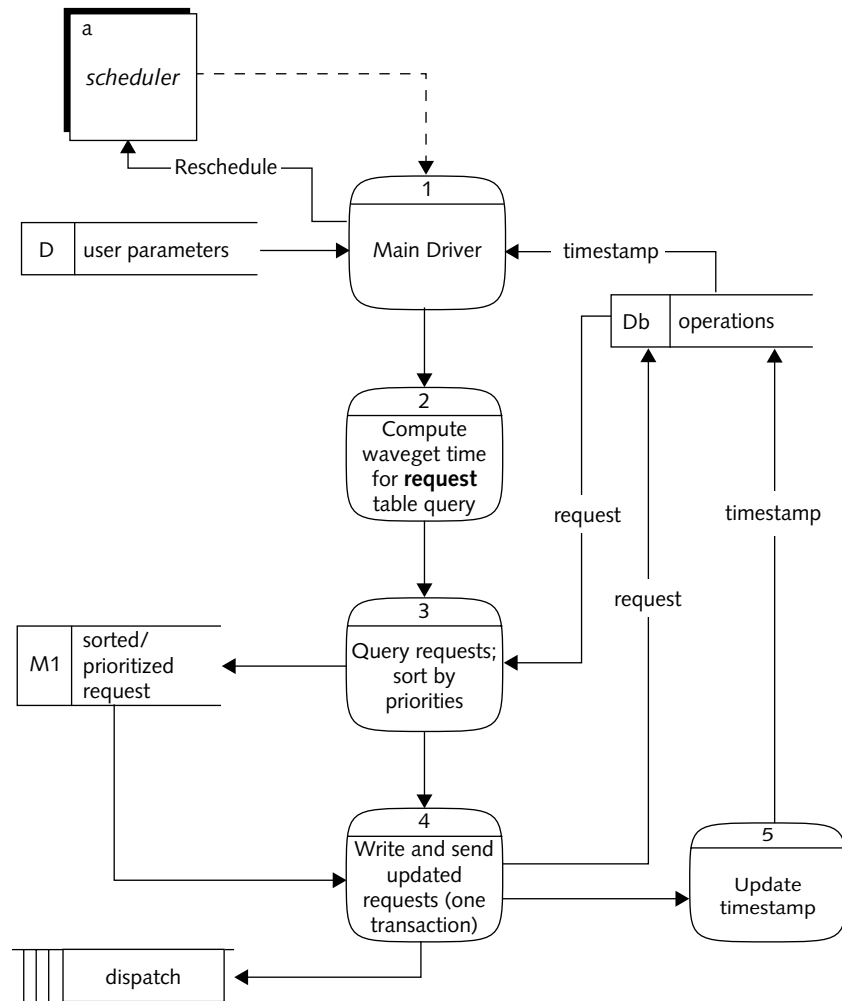 a
scheduler
Reschedule
1
Main Driver
D
user parameters
timestamp
Db
operations
2
Compute
waveget time
for request
table query
request
timestamp
request
3
Query requests;
sort by
priorities
M1
sorted/
prioritized
request
4
Write and send
updated
requests (one
transaction)
5
Update
timestamp
dispatch